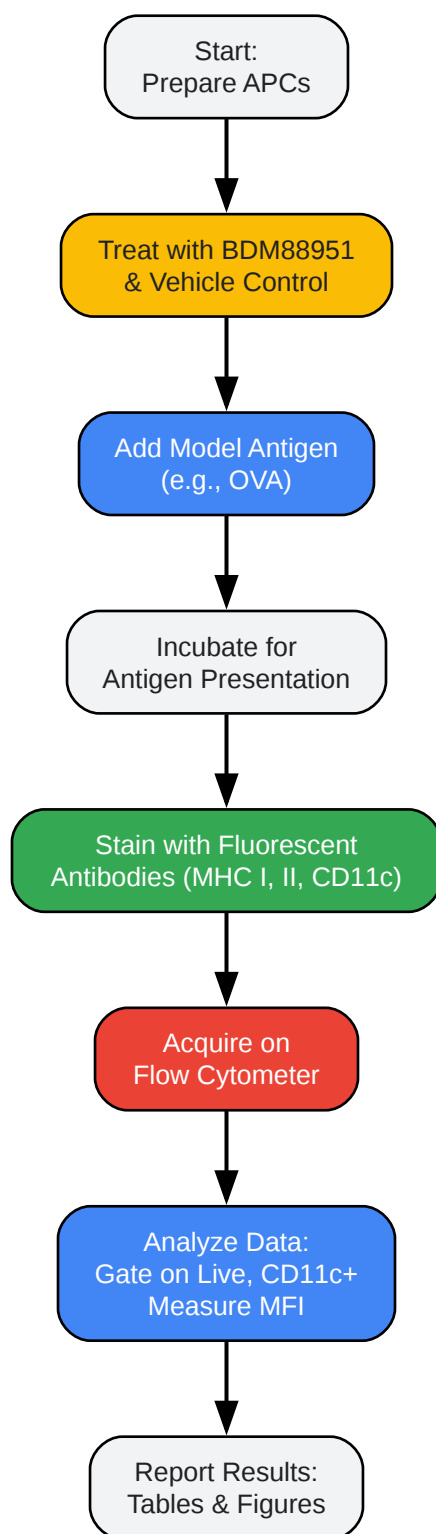 Start:
Prepare APCs
Treat with BDM88951
& Vehicle Control
Add Model Antigen
(e.g., OVA)
Incubate for
Antigen Presentation
Stain with Fluorescent
Antibodies (MHC I, II, CD11c)
Acquire on
Flow Cytometer
Analyze Data:
Gate on Live, CD11c+
Measure MFI
Report Results:
Tables & Figures